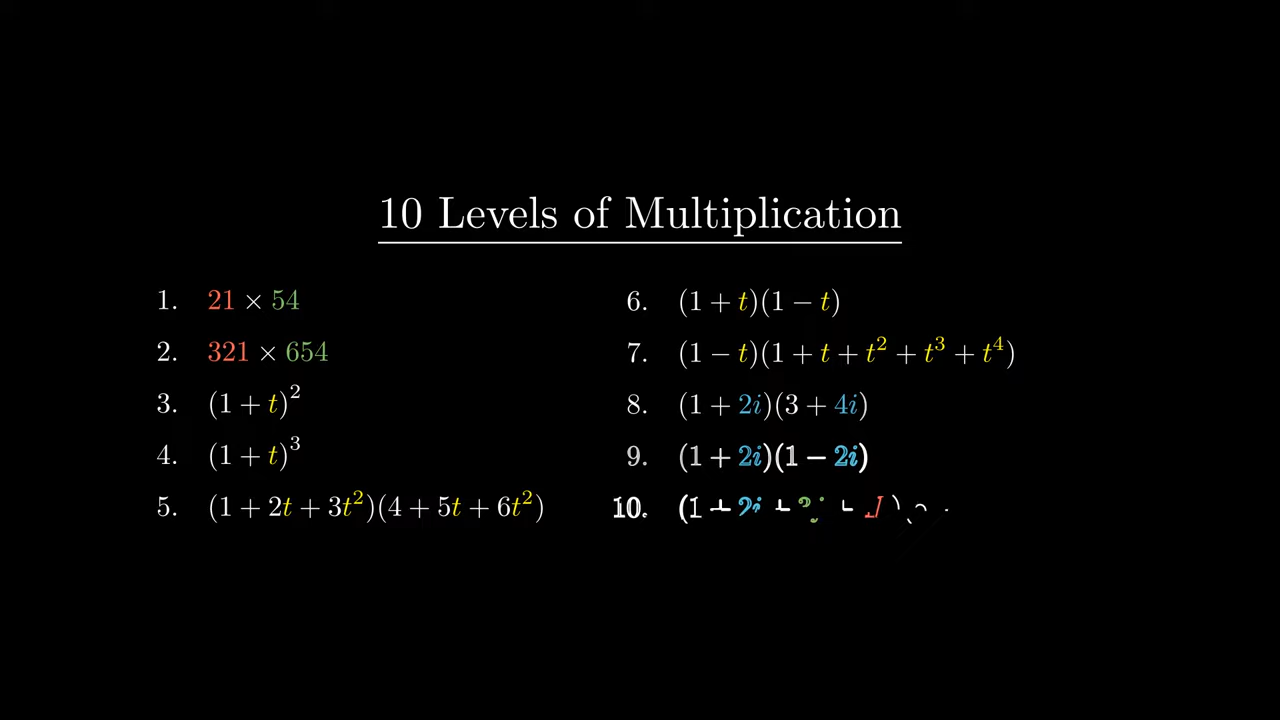 10 Levels of Multiplication
1. 21 × 54
2. 321 × 654
3. (1 + t)²
4. (1 + t)³
5. (1 + 2t + 3t²)(4 + 5t + 6t²)
6. (1 + t)(1 − t)
7. (1 − t)(1 + t + t² + t³ + t⁴)
8. (1 + 2i)(3 + 4i)
9. (1 + 2i)(1 − 2i)
10. (1 + 2i +